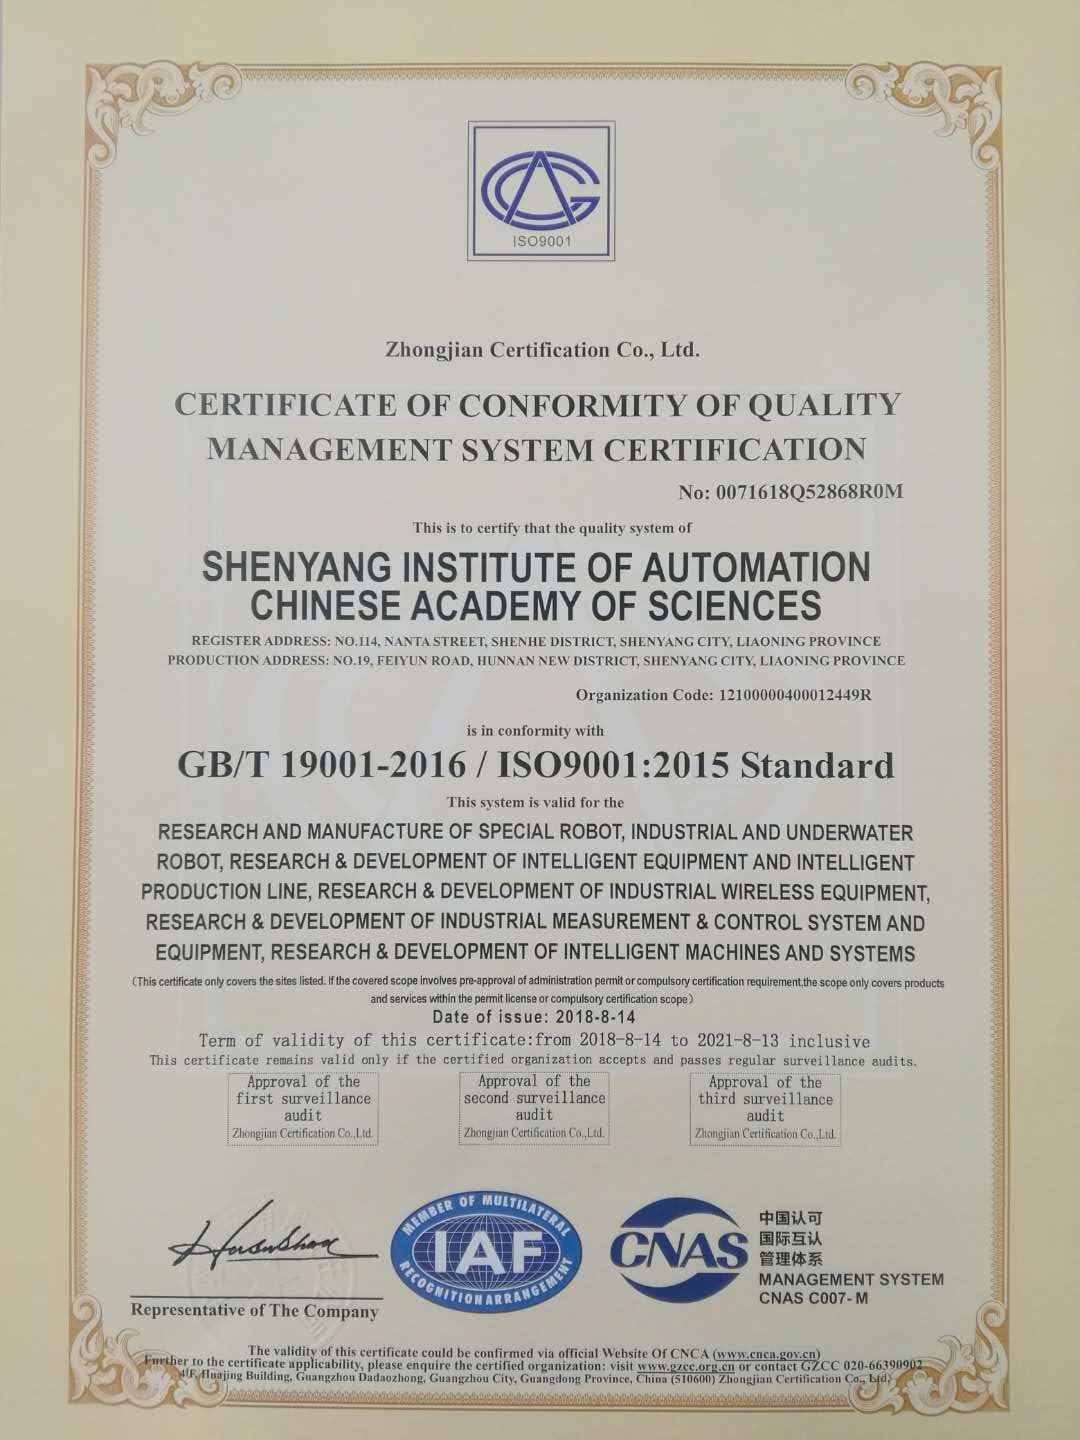 ISO9001
Zhongjian Certification Co., Ltd.
CERTIFICATE OF CONFORMITY OF QUALITY
MANAGEMENT SYSTEM CERTIFICATION
No: 0071618Q52868R0M
This is to certify that the quality system of
SHENYANG INSTITUTE OF AUTOMATION
CHINESE ACADEMY OF SCIENCES
REGISTER ADDRESS: NO.114, NANTA STREET, SHENHE DISTRICT, SHENYANG CITY, LIAONING PROVINCE
PRODUCTION ADDRESS: NO.19, FEIYUN ROAD, HUNNAN NEW DISTRICT, SHENYANG CITY, LIAONING PROVINCE
Organization Code: 12100000400012449R
is in conformity with
GB/T 19001-2016 / ISO9001:2015 Standard
This system is valid for the
RESEARCH AND MANUFACTURE OF SPECIAL ROBOT, INDUSTRIAL AND UNDERWATER
ROBOT, RESEARCH & DEVELOPMENT OF INTELLIGENT EQUIPMENT AND INTELLIGENT
PRODUCTION LINE, RESEARCH & DEVELOPMENT OF INDUSTRIAL WIRELESS EQUIPMENT,
RESEARCH & DEVELOPMENT OF INDUSTRIAL MEASUREMENT & CONTROL SYSTEM AND
EQUIPMENT, RESEARCH & DEVELOPMENT OF INTELLIGENT MACHINES AND SYSTEMS
(This certificate only covers the sites listed. If the covered scope involves pre-approval of administration permit or compulsory certification requirement,the scope only covers products
and services within the permit license or compulsory certification scope)
Date of issue: 2018-8-14
Term of validity of this certificate:from 2018-8-14 to 2021-8-13 inclusive
This certificate remains valid only if the certified organization accepts and passes regular surveillance audits.
Approval of the
first surveillance
audit
Zhongjian Certification Co.,Ltd.
Approval of the
second surveillance
audit
Zhongjian Certification Co.,Ltd.
Approval of the
third surveillance
audit
Zhongjian Certification Co.,Ltd.
Representative of The Company
MEMBER OF MULTILATERAL
IAF
RECOGNITION ARRANGEMENT
CNAS
中国认可
国际互认
管理体系
MANAGEMENT SYSTEM
CNAS C007-M
The validity of this certificate could be confirmed via official Website Of CNCA (www.cnca.gov.cn)
Further to the certificate applicability, please enquire the certified organization: visit www.gzcc.org.cn or contact GZCC 020-66390902
4/F, Huajing Building, Guangzhou Dadaozhong, Guangzhou City, Guangdong Province, China (510600) Zhongjian Certification Co., Ltd.